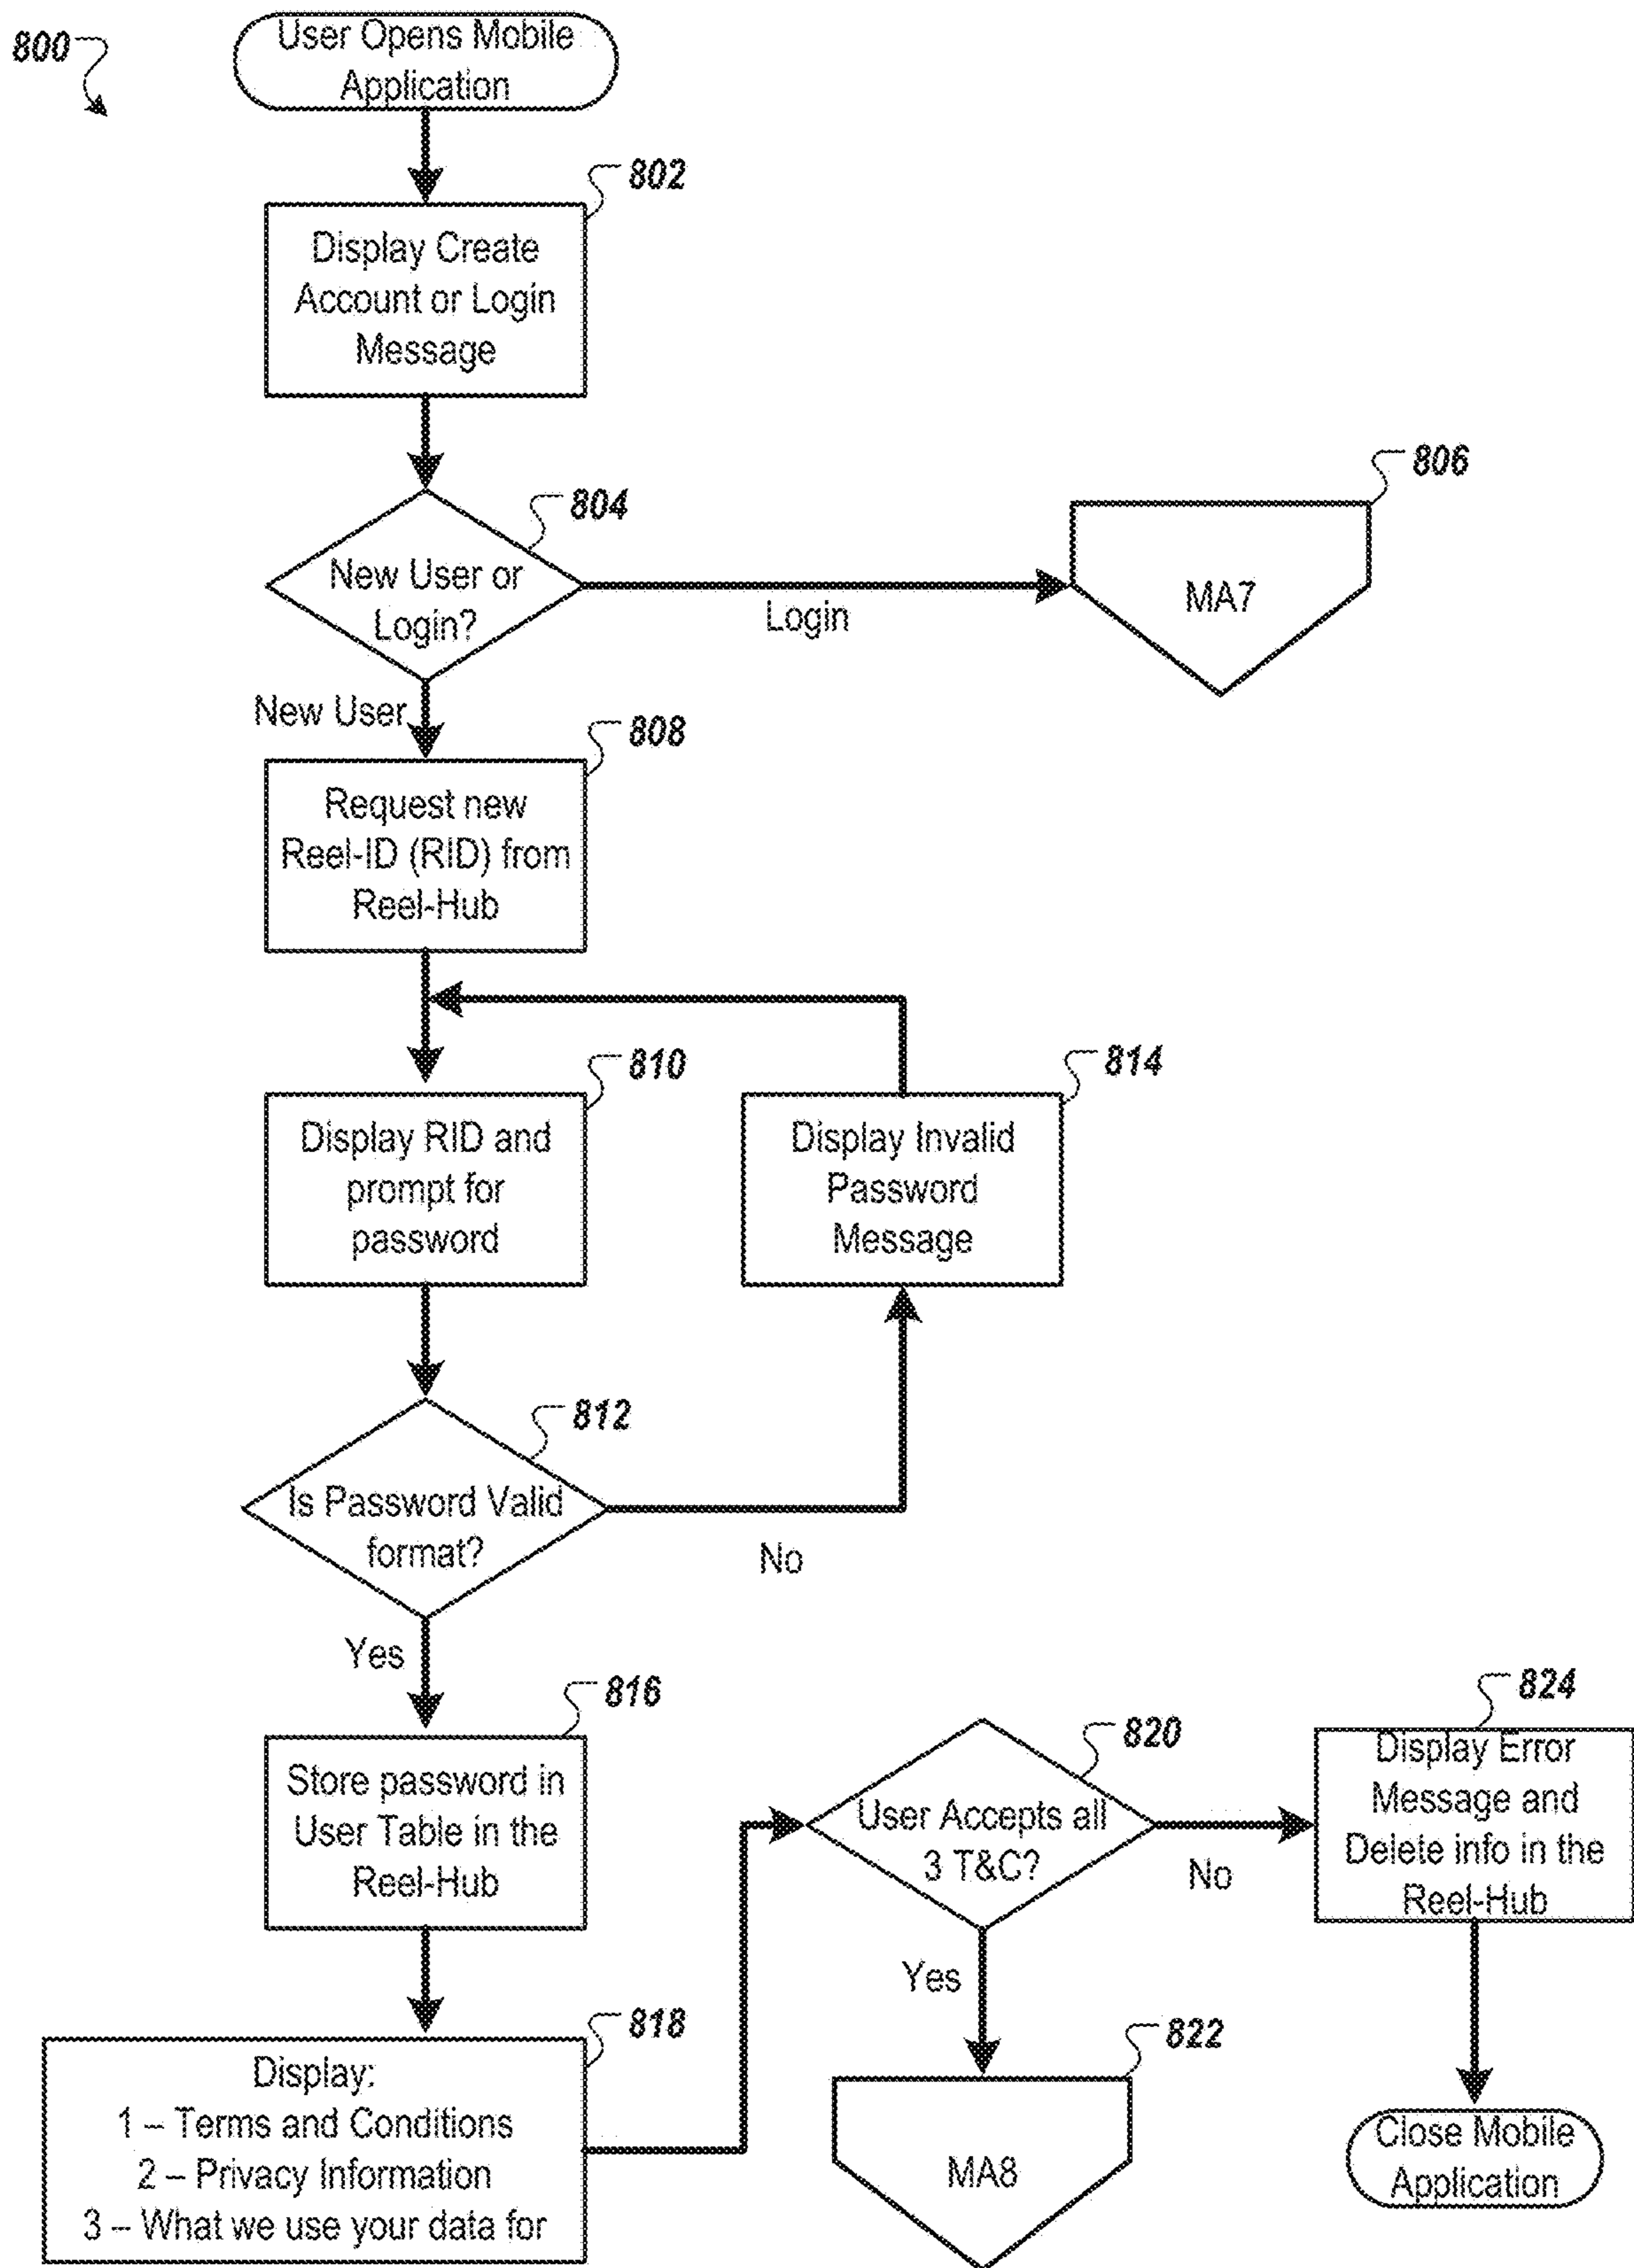 800
User Opens Mobile
Application
802
Display Create
Account or Login
Message
804
New User or
Login?
Login
806
MA7
New User
808
Request new
Reel-ID (RID) from
Reel-Hub
810
Display RID and
prompt for
password
814
Display Invalid
Password
Message
812
Is Password Valid
format?
No
Yes
816
Store password in
User Table in the
Reel-Hub
818
Display:
1 – Terms and Conditions
2 – Privacy Information
3 – What we use your data for
820
User Accepts all
3 T&C?
No
Yes
822
MA8
824
Display Error
Message and
Delete info in the
Reel-Hub
Close Mobile
Application